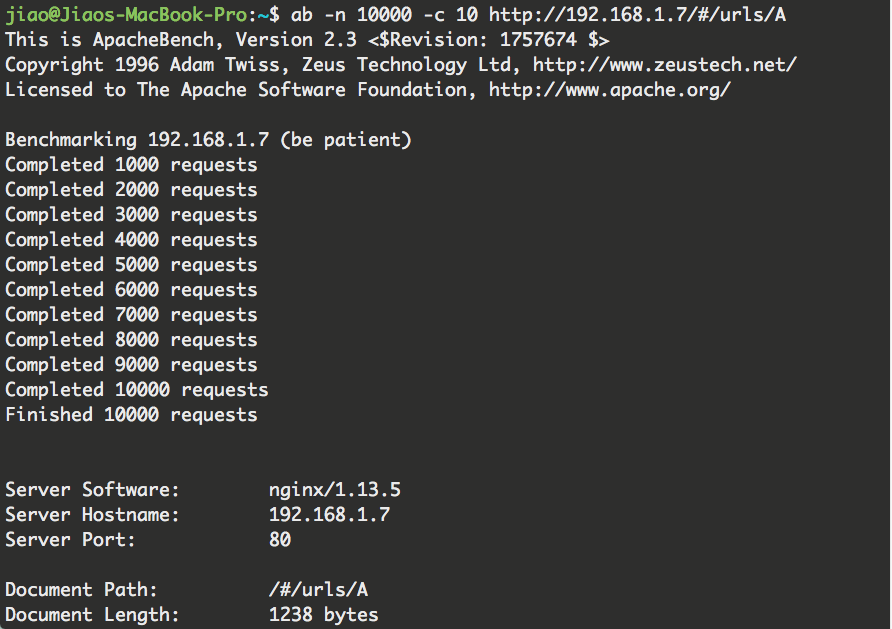 jiao@Jiaos-MacBook-Pro:~$ ab -n 10000 -c 10 http://192.168.1.7/#/urls/A
This is ApacheBench, Version 2.3 <$Revision: 1757674 $>
Copyright 1996 Adam Twiss, Zeus Technology Ltd, http://www.zeustech.net/
Licensed to The Apache Software Foundation, http://www.apache.org/
Benchmarking 192.168.1.7 (be patient)
Completed 1000 requests
Completed 2000 requests
Completed 3000 requests
Completed 4000 requests
Completed 5000 requests
Completed 6000 requests
Completed 7000 requests
Completed 8000 requests
Completed 9000 requests
Completed 10000 requests
Finished 10000 requests
Server Software: nginx/1.13.5
Server Hostname: 192.168.1.7
Server Port: 80
Document Path: /#/urls/A
Document Length: 1238 bytes